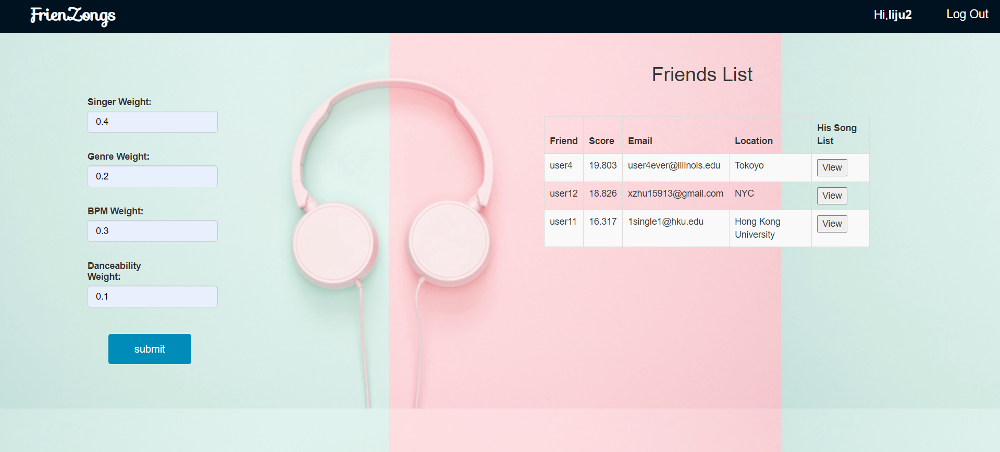 FrienZongs
Hi,liju2
Log Out
Singer Weight:
0.4
Genre Weight:
0.2
BPM Weight:
0.3
Danceability
Weight:
0.1
submit
Friends List
Friend Score Email Location His Song
List
user4 19.803 user4ever@illinois.edu Tokoyo View
user12 18.826 xzhu15913@gmail.com NYC View
user11 16.317 1single1@hku.edu Hong Kong View
University